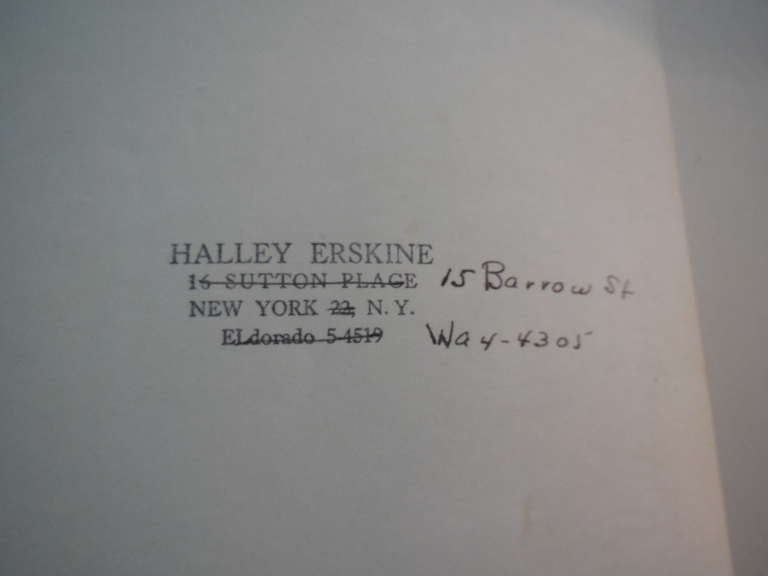 HALLEY ERSKINE
16 SUTTON PLACE 15 Barrow St
NEW YORK 22, N.Y.
ELdorado 5-4519 Wa 4-4305